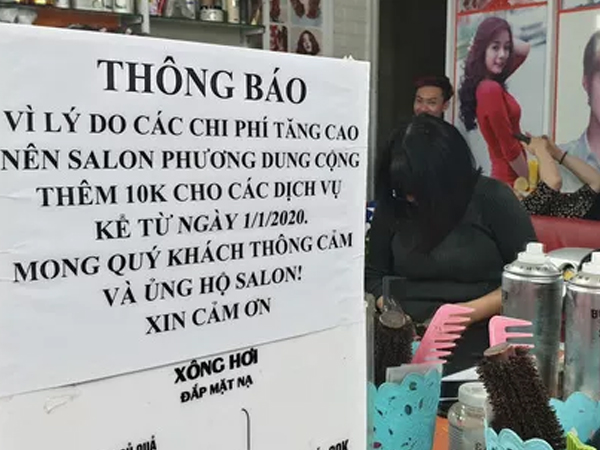 THÔNG BÁO
VÌ LÝ DO CÁC CHI PHÍ TĂNG CAO
NÊN SALON PHƯƠNG DUNG CỘNG
THÊM 10K CHO CÁC DỊCH VỤ
KỂ TỪ NGÀY 1/1/2020.
MONG QUÝ KHÁCH THÔNG CẢM
VÀ ỦNG HỘ SALON!
XIN CẢM ƠN
XÔNG HƠI
ĐẮP MẶT NẠ